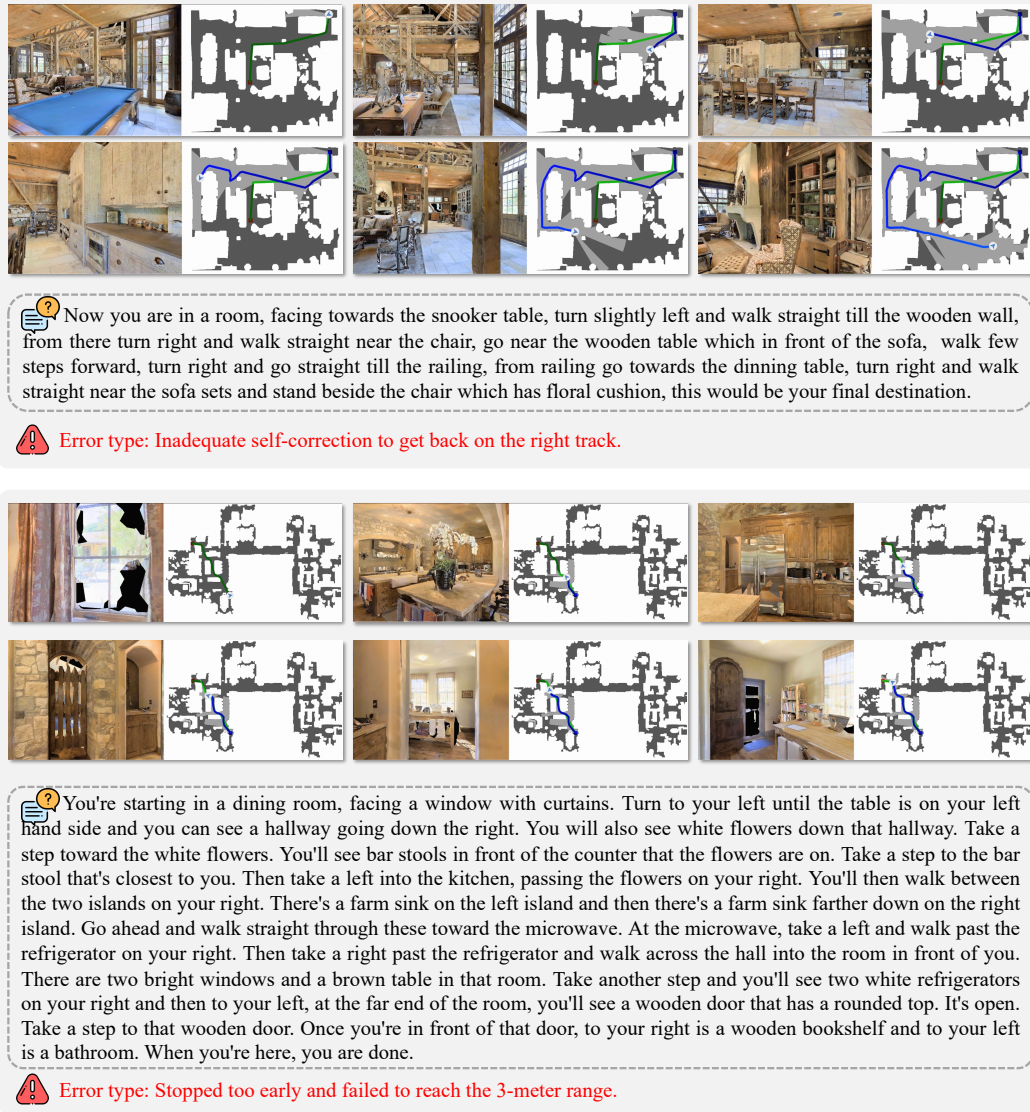 Now you are in a room, facing towards the snooker table, turn slightly left and walk straight till the wooden wall,
from there turn right and walk straight near the chair, go near the wooden table which in front of the sofa, walk few
steps forward, turn right and go straight till the railing, from railing go towards the dinning table, turn right and walk
straight near the sofa sets and stand beside the chair which has floral cushion, this would be your final destination.
Error type: Inadequate self-correction to get back on the right track.
You're starting in a dining room, facing a window with curtains. Turn to your left until the table is on your left
hand side and you can see a hallway going down the right. You will also see white flowers down that hallway. Take a
step toward the white flowers. You'll see bar stools in front of the counter that the flowers are on. Take a step to the bar
stool that's closest to you. Then take a left into the kitchen, passing the flowers on your right. You'll then walk between
the two islands on your right. There's a farm sink on the left island and then there's a farm sink farther down on the right
island. Go ahead and walk straight through these toward the microwave. At the microwave, take a left and walk past the
refrigerator on your right. Then take a right past the refrigerator and walk across the hall into the room in front of you.
There are two bright windows and a brown table in that room. Take another step and you'll see two white refrigerators
on your right and then to your left, at the far end of the room, you'll see a wooden door that has a rounded top. It's open.
Take a step to that wooden door. Once you're in front of that door, to your right is a wooden bookshelf and to your left
is a bathroom. When you're here, you are done.
Error type: Stopped too early and failed to reach the 3-meter range.